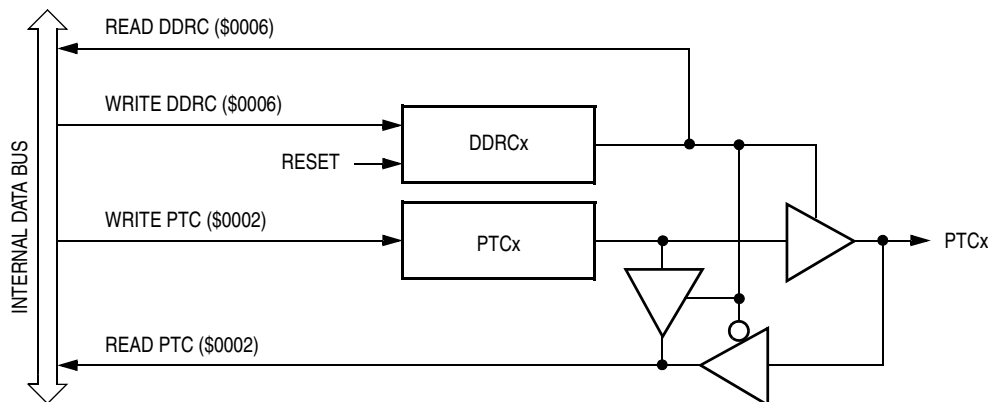 READ DDRC ($0006)
WRITE DDRC ($0006)
DDRCx
RESET
INTERNAL DATA BUS
WRITE PTC ($0002)
PTCx
PTCx
READ PTC ($0002)